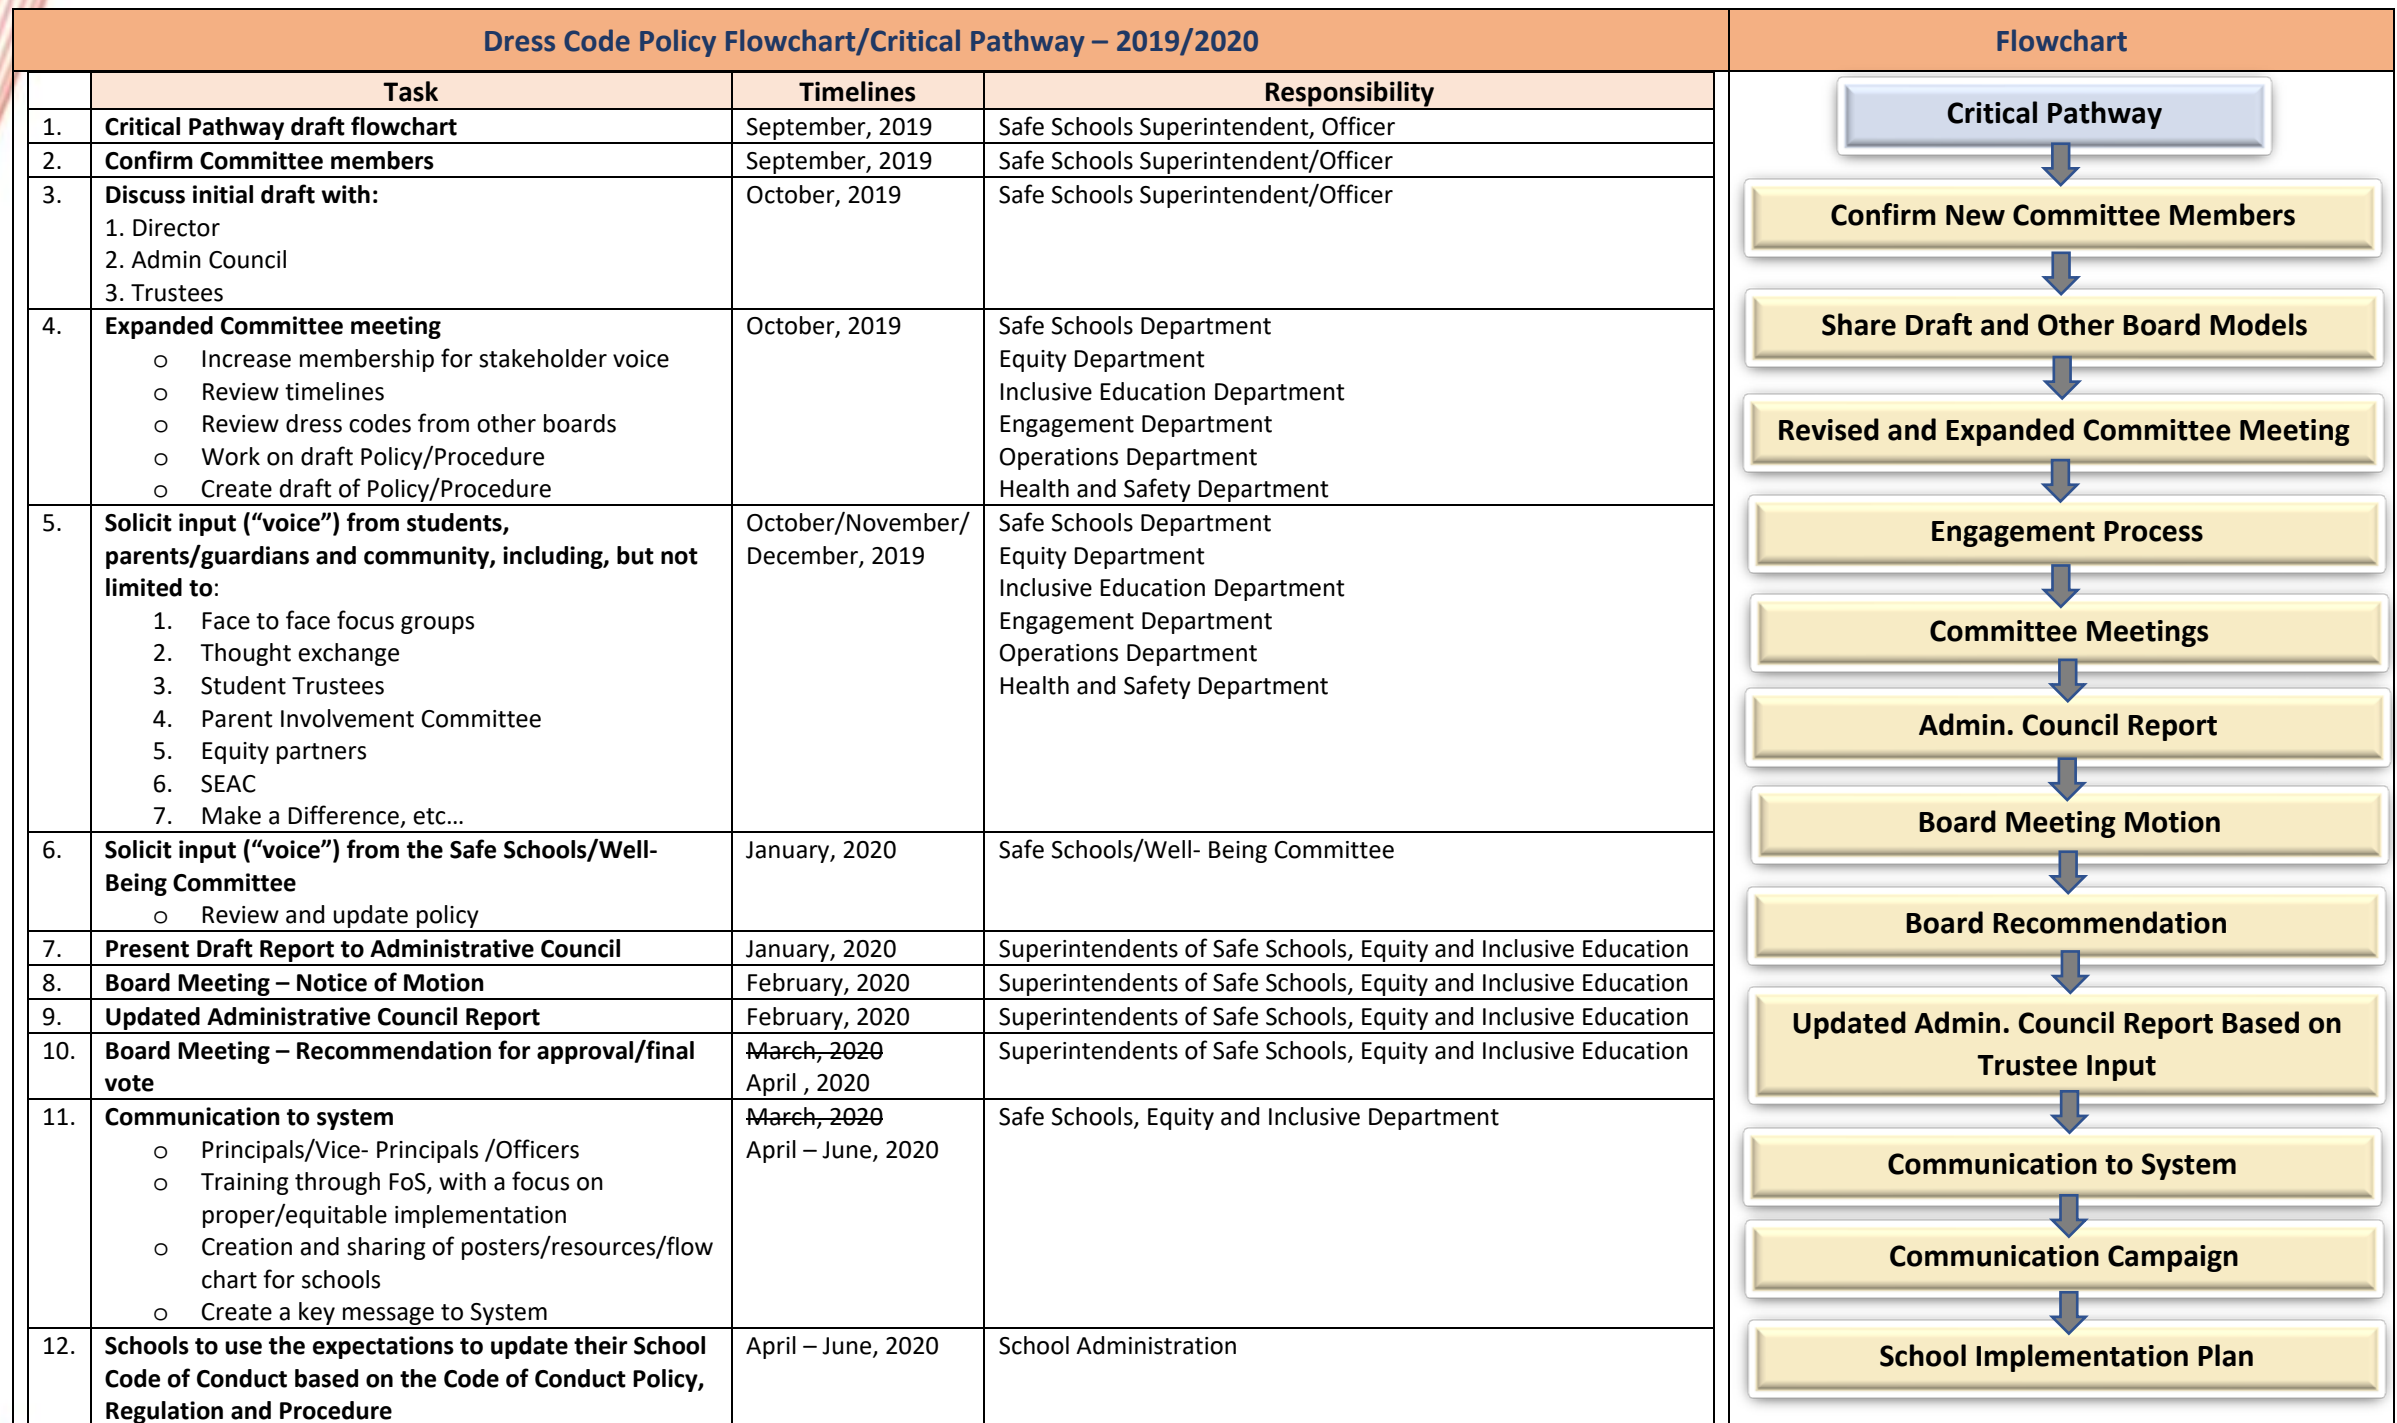 Dress Code Policy Flowchart/Critical Pathway – 2019/2020
Task Timelines Responsibility
1. Critical Pathway draft flowchart September, 2019 Safe Schools Superintendent, Officer
2. Confirm Committee members September, 2019 Safe Schools Superintendent/Officer
3. Discuss initial draft with: October, 2019 Safe Schools Superintendent/Officer
1. Director
2. Admin Council
3. Trustees
4. Expanded Committee meeting October, 2019 Safe Schools Department
o Increase membership for stakeholder voice Equity Department
o Review timelines Inclusive Education Department
o Review dress codes from other boards Engagement Department
o Work on draft Policy/Procedure Operations Department
o Create draft of Policy/Procedure Health and Safety Department
5. Solicit input (“voice”) from students, October/November/ Safe Schools Department
parents/guardians and community, including, but not December, 2019 Equity Department
limited to: Inclusive Education Department
1. Face to face focus groups Engagement Department
2. Thought exchange Operations Department
3. Student Trustees Health and Safety Department
4. Parent Involvement Committee
5. Equity partners
6. SEAC
7. Make a Difference, etc…
6. Solicit input (“voice”) from the Safe Schools/Well- January, 2020 Safe Schools/Well- Being Committee
Being Committee
o Review and update policy
7. Present Draft Report to Administrative Council January, 2020 Superintendents of Safe Schools, Equity and Inclusive Education
8. Board Meeting – Notice of Motion February, 2020 Superintendents of Safe Schools, Equity and Inclusive Education
9. Updated Administrative Council Report February, 2020 Superintendents of Safe Schools, Equity and Inclusive Education
10. Board Meeting – Recommendation for approval/final March, 2020 Superintendents of Safe Schools, Equity and Inclusive Education
vote April , 2020
11. Communication to system March, 2020 Safe Schools, Equity and Inclusive Department
o Principals/Vice- Principals /Officers April – June, 2020
o Training through FoS, with a focus on
proper/equitable implementation
o Creation and sharing of posters/resources/flow
chart for schools
o Create a key message to System
12. Schools to use the expectations to update their School April – June, 2020 School Administration
Code of Conduct based on the Code of Conduct Policy,
Regulation and Procedure
Flowchart
Critical Pathway
Confirm New Committee Members
Share Draft and Other Board Models
Revised and Expanded Committee Meeting
Engagement Process
Committee Meetings
Admin. Council Report
Board Meeting Motion
Board Recommendation
Updated Admin. Council Report Based on
Trustee Input
Communication to System
Communication Campaign
School Implementation Plan